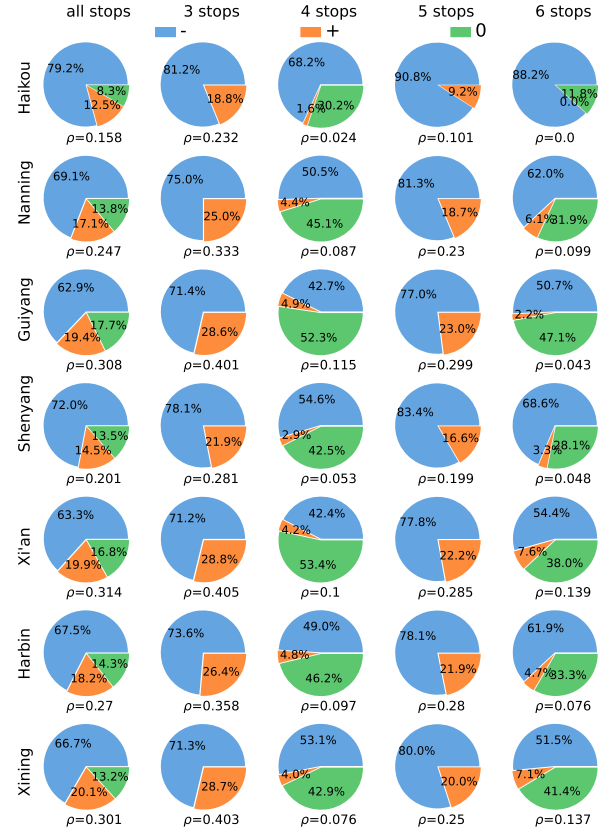 all stops 3 stops 4 stops 5 stops 6 stops
- + 0
Haikou
79.2% 12.5% 8.3%
81.2% 18.8%
68.2% 1.6% 30.2%
90.8% 9.2%
88.2% 0.0% 11.8%
ρ=0.158 ρ=0.232 ρ=0.024 ρ=0.101 ρ=0.0
Nanning
69.1% 17.1% 13.8%
75.0% 25.0%
50.5% 4.4% 45.1%
81.3% 18.7%
62.0% 6.1% 31.9%
ρ=0.247 ρ=0.333 ρ=0.087 ρ=0.23 ρ=0.099
Guiyang
62.9% 19.4% 17.7%
71.4% 28.6%
42.7% 4.9% 52.3%
77.0% 23.0%
50.7% 2.2% 47.1%
ρ=0.308 ρ=0.401 ρ=0.115 ρ=0.299 ρ=0.043
Shenyang
72.0% 14.5% 13.5%
78.1% 21.9%
54.6% 2.9% 42.5%
83.4% 16.6%
68.6% 3.3% 28.1%
ρ=0.201 ρ=0.281 ρ=0.053 ρ=0.199 ρ=0.048
Xi'an
63.3% 19.9% 16.8%
71.2% 28.8%
42.4% 4.2% 53.4%
77.8% 22.2%
54.4% 7.6% 38.0%
ρ=0.314 ρ=0.405 ρ=0.1 ρ=0.285 ρ=0.139
Harbin
67.5% 18.2% 14.3%
73.6% 26.4%
49.0% 4.8% 46.2%
78.1% 21.9%
61.9% 4.7% 33.3%
ρ=0.27 ρ=0.358 ρ=0.097 ρ=0.28 ρ=0.076
Xining
66.7% 20.1% 13.2%
71.3% 28.7%
53.1% 4.0% 42.9%
80.0% 20.0%
51.5% 7.1% 41.4%
ρ=0.301 ρ=0.403 ρ=0.076 ρ=0.25 ρ=0.137